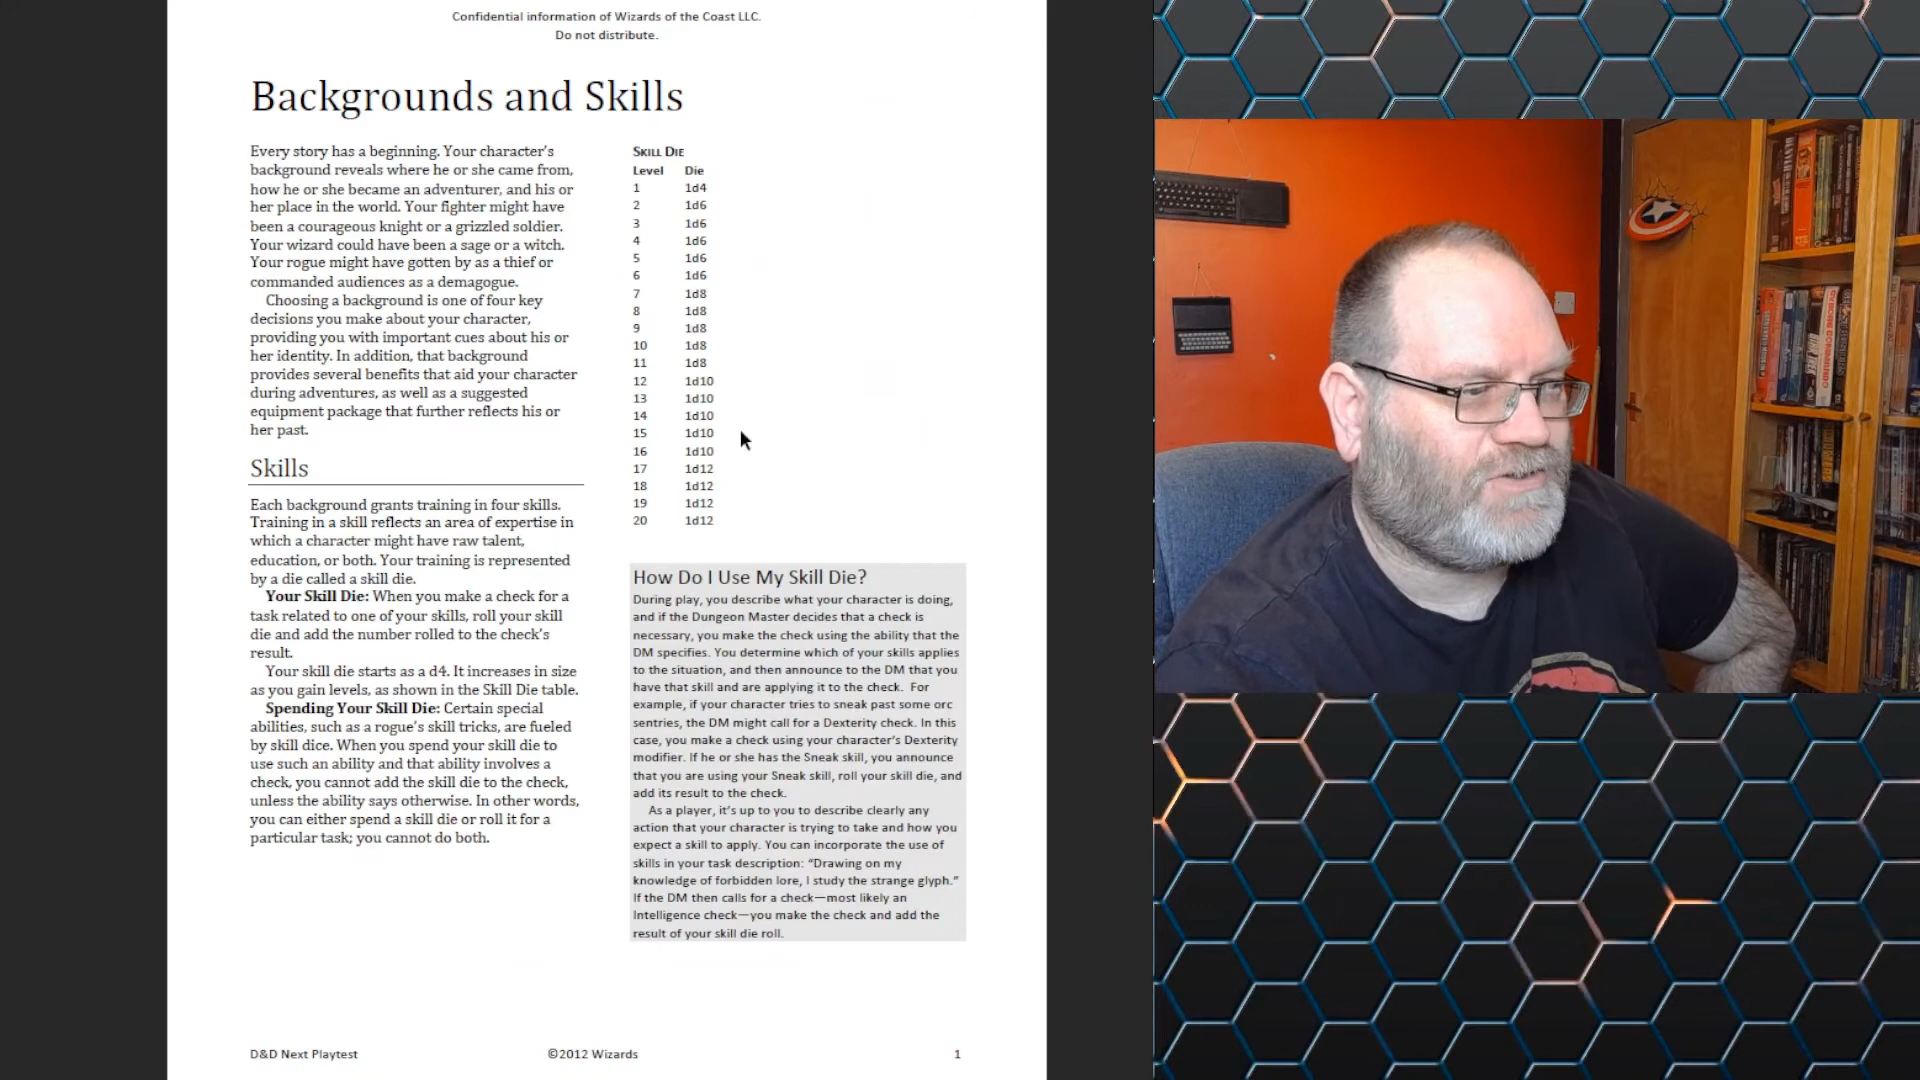 Confidential information of Wizards of the Coast LLC.
Do not distribute.
Backgrounds and Skills
Every story has a beginning. Your character's
background reveals where he or she came from,
how he or she became an adventurer, and his or
her place in the world. Your fighter might have
been a courageous knight or a grizzled soldier.
Your wizard could have been a sage or a witch.
Your rogue might have gotten by as a thief or
commanded audiences as a demagogue.
Choosing a background is one of four key
decisions you make about your character,
providing you with important cues about his or
her identity. In addition, that background
provides several benefits that aid your character
during adventures, as well as a suggested
equipment package that further reflects his or
her past.
Skills
Each background grants training in four skills.
Training in a skill reflects an area of expertise in
which a character might have raw talent,
education, or both. Your training is represented
by a die called a skill die.
Your Skill Die: When you make a check for a
task related to one of your skills, roll your skill
die and add the number rolled to the check's
result.
Your skill die starts as a d4. It increases in size
as you gain levels, as shown in the Skill Die table.
Spending Your Skill Die: Certain special
abilities, such as a rogue's skill tricks, are fueled
by skill dice. When you spend your skill die to
use such an ability and that ability involves a
check, you cannot add the skill die to the check,
unless the ability says otherwise. In other words,
you can either spend a skill die or roll it for a
particular task; you cannot do both.
SKILL DIE
Level Die
1 1d4
2 1d6
3 1d6
4 1d6
5 1d6
6 1d6
7 1d8
8 1d8
9 1d8
10 1d8
11 1d8
12 1d10
13 1d10
14 1d10
15 1d10
16 1d10
17 1d12
18 1d12
19 1d12
20 1d12
How Do I Use My Skill Die?
During play, you describe what your character is doing,
and if the Dungeon Master decides that a check is
necessary, you make the check using the ability that the
DM specifies. You determine which of your skills applies
to the situation, and then announce to the DM that you
have that skill and are applying it to the check. For
example, if your character tries to sneak past some orc
sentries, the DM might call for a Dexterity check. In this
case, you make a check using your character's Dexterity
modifier. If he or she has the Sneak skill, you announce
that you are using your Sneak skill, roll your skill die, and
add its result to the check.
As a player, it's up to you to describe clearly any
action that your character is trying to take and how you
expect a skill to apply. You can incorporate the use of
skills in your task description: “Drawing on my
knowledge of forbidden lore, I study the strange glyph.”
If the DM then calls for a check—most likely an
Intelligence check—you make the check and add the
result of your skill die roll.
D&D Next Playtest ©2012 Wizards 1